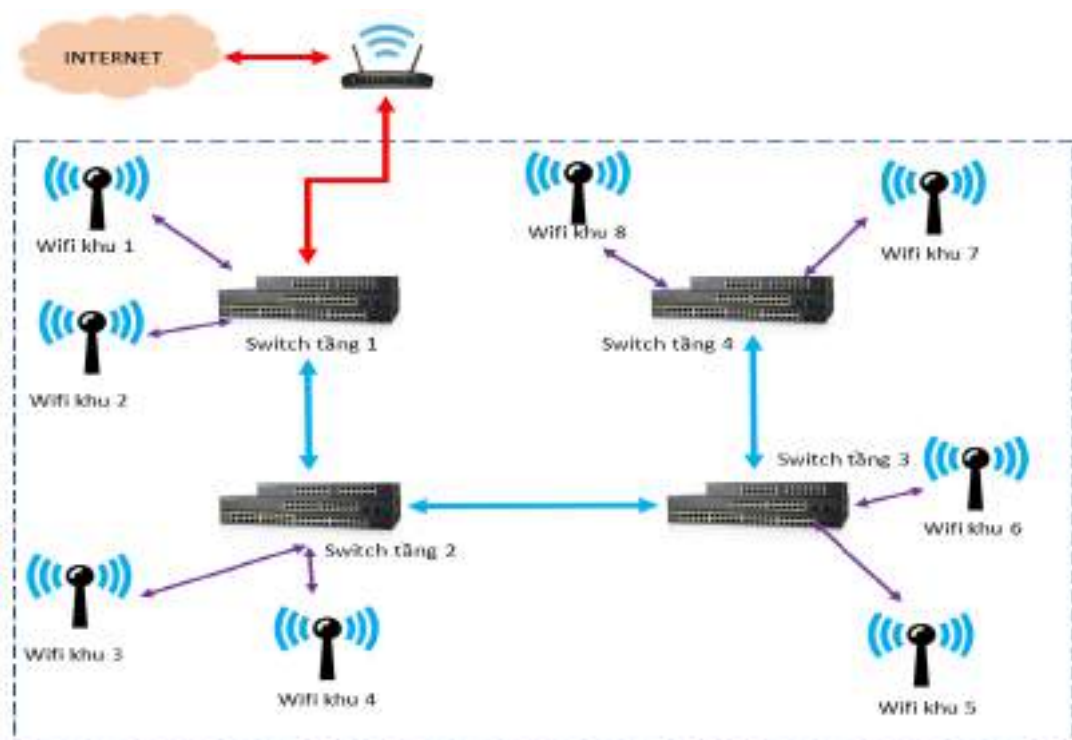 INTERNET
Wifi khu 1
Wifi khu 8
Wifi khu 7
Switch tầng 1
Switch tầng 4
Wifi khu 2
Switch tầng 3
Wifi khu 6
Switch tầng 2
Wifi khu 3
Wifi khu 4
Wifi khu 5